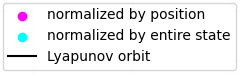 normalized by position
normalized by entire state
Lyapunov orbit